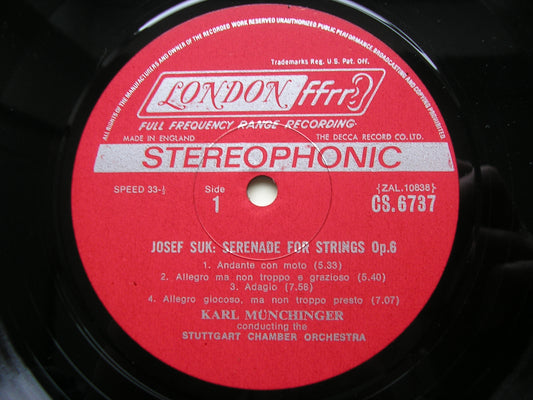 ALL RIGHTS OF THE MANUFACTURERS AND OWNER OF THE RECORDED WORK RESERVED UNAUTHORIZED PUBLIC PERFORMANCE BROADCASTING AND COPYING PROHIBITED
Trademarks Reg. U.S. Pat. Off.
LONDON ffrr
FULL FREQUENCY RANGE RECORDING
MADE IN ENGLAND THE DECCA RECORD CO. LTD.
STEREOPHONIC
SPEED 33-⅓ Side {ZAL.10838}
1 CS.6737
JOSEF SUK: SERENADE FOR STRINGS Op.6
1. Andante con moto (5.33)
2. Allegro ma non troppo e grazioso (5.40)
3. Adagio (7.58)
4. Allegro giocoso, ma non troppo presto (7.07)
KARL MÜNCHINGER
conducting the
STUTTGART CHAMBER ORCHESTRA